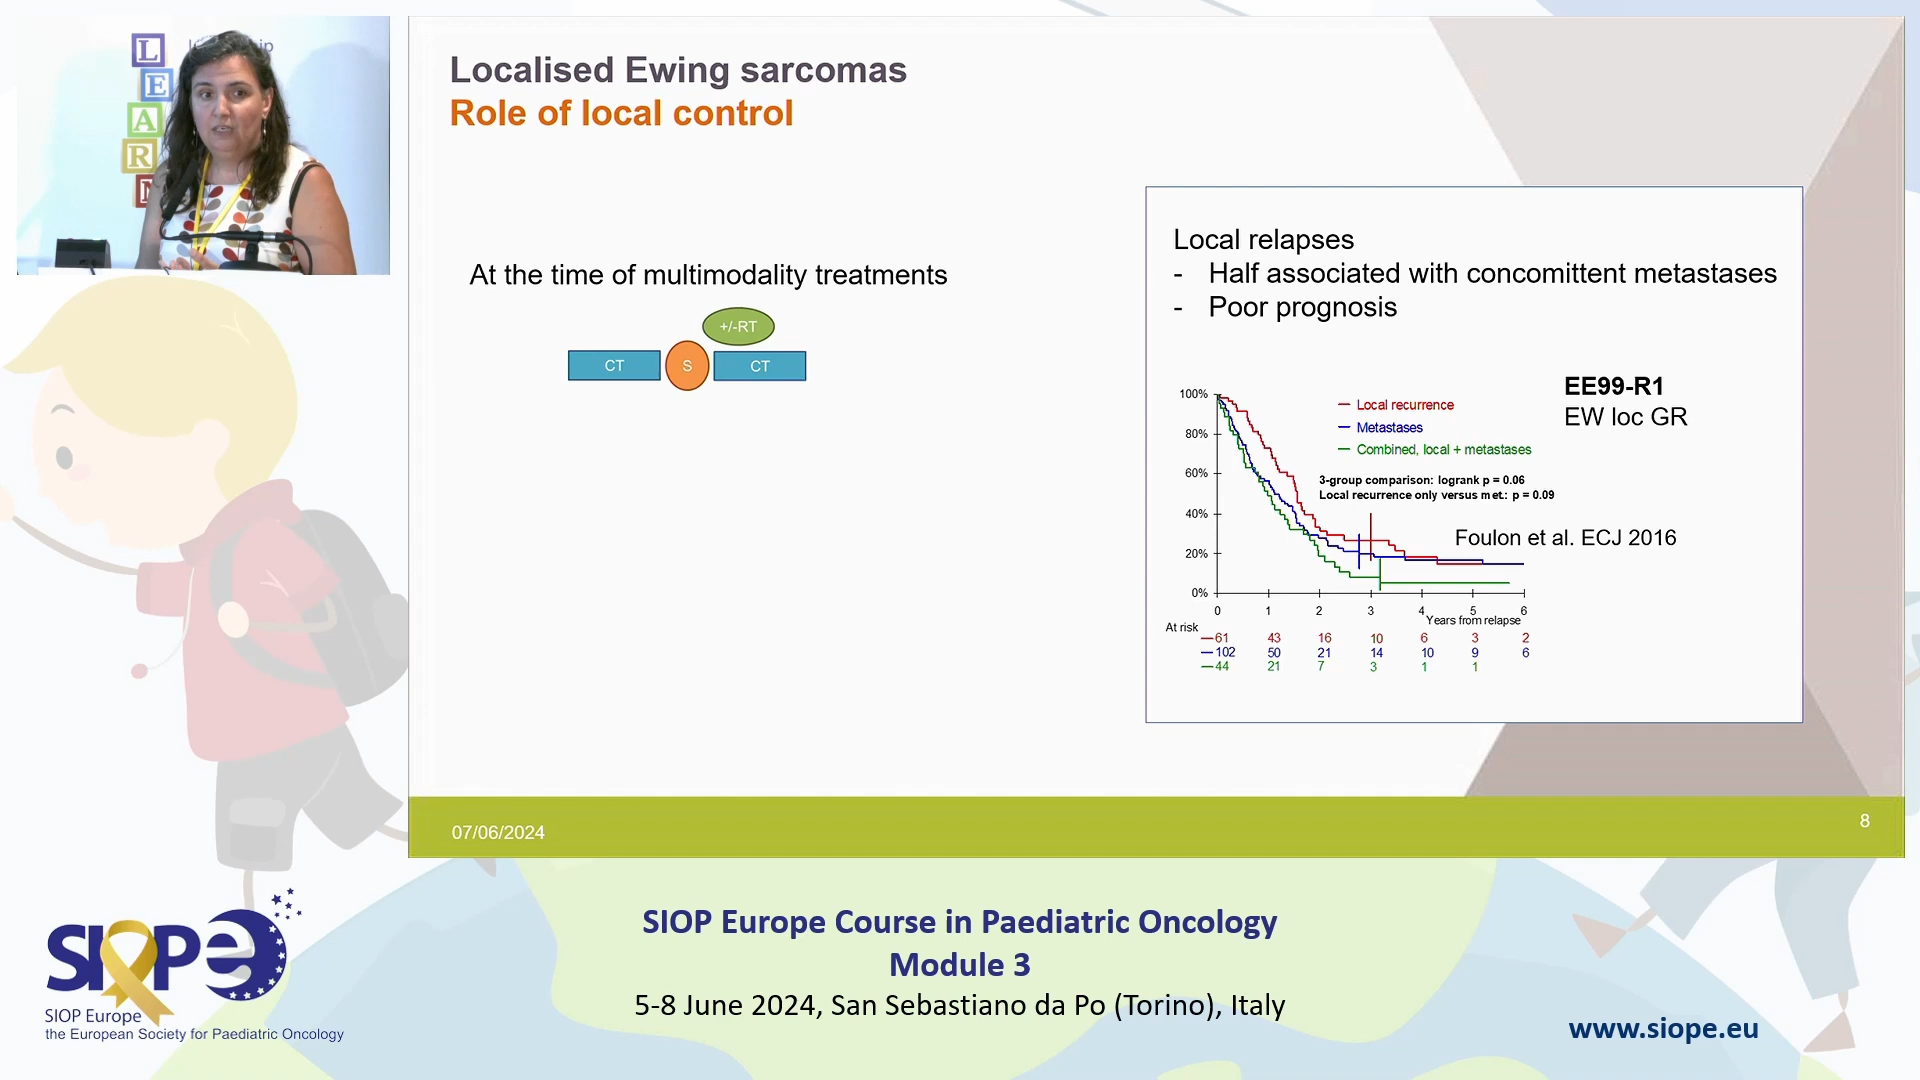 L
E
A
R
Localised Ewing sarcomas
Role of local control
At the time of multimodality treatments
+/-RT
CT
S
CT
Local relapses
- Half associated with concomittent metastases
- Poor prognosis
EE99-R1
EW loc GR
100%
80%
60%
40%
20%
0%
Local recurrence
Metastases
Combined, local + metastases
3-group comparison: logrank p = 0.06
Local recurrence only versus met.: p = 0.09
Foulon et al. ECJ 2016
0 1 2 3 4 5 6
Years from relapse
At risk
61 43 16 10 6 3 2
102 50 21 14 10 9 6
44 21 7 3 1 1
07/06/2024
8
SIOPe
SIOP Europe
the European Society for Paediatric Oncology
SIOP Europe Course in Paediatric Oncology
Module 3
5-8 June 2024, San Sebastiano da Po (Torino), Italy
www.siope.eu